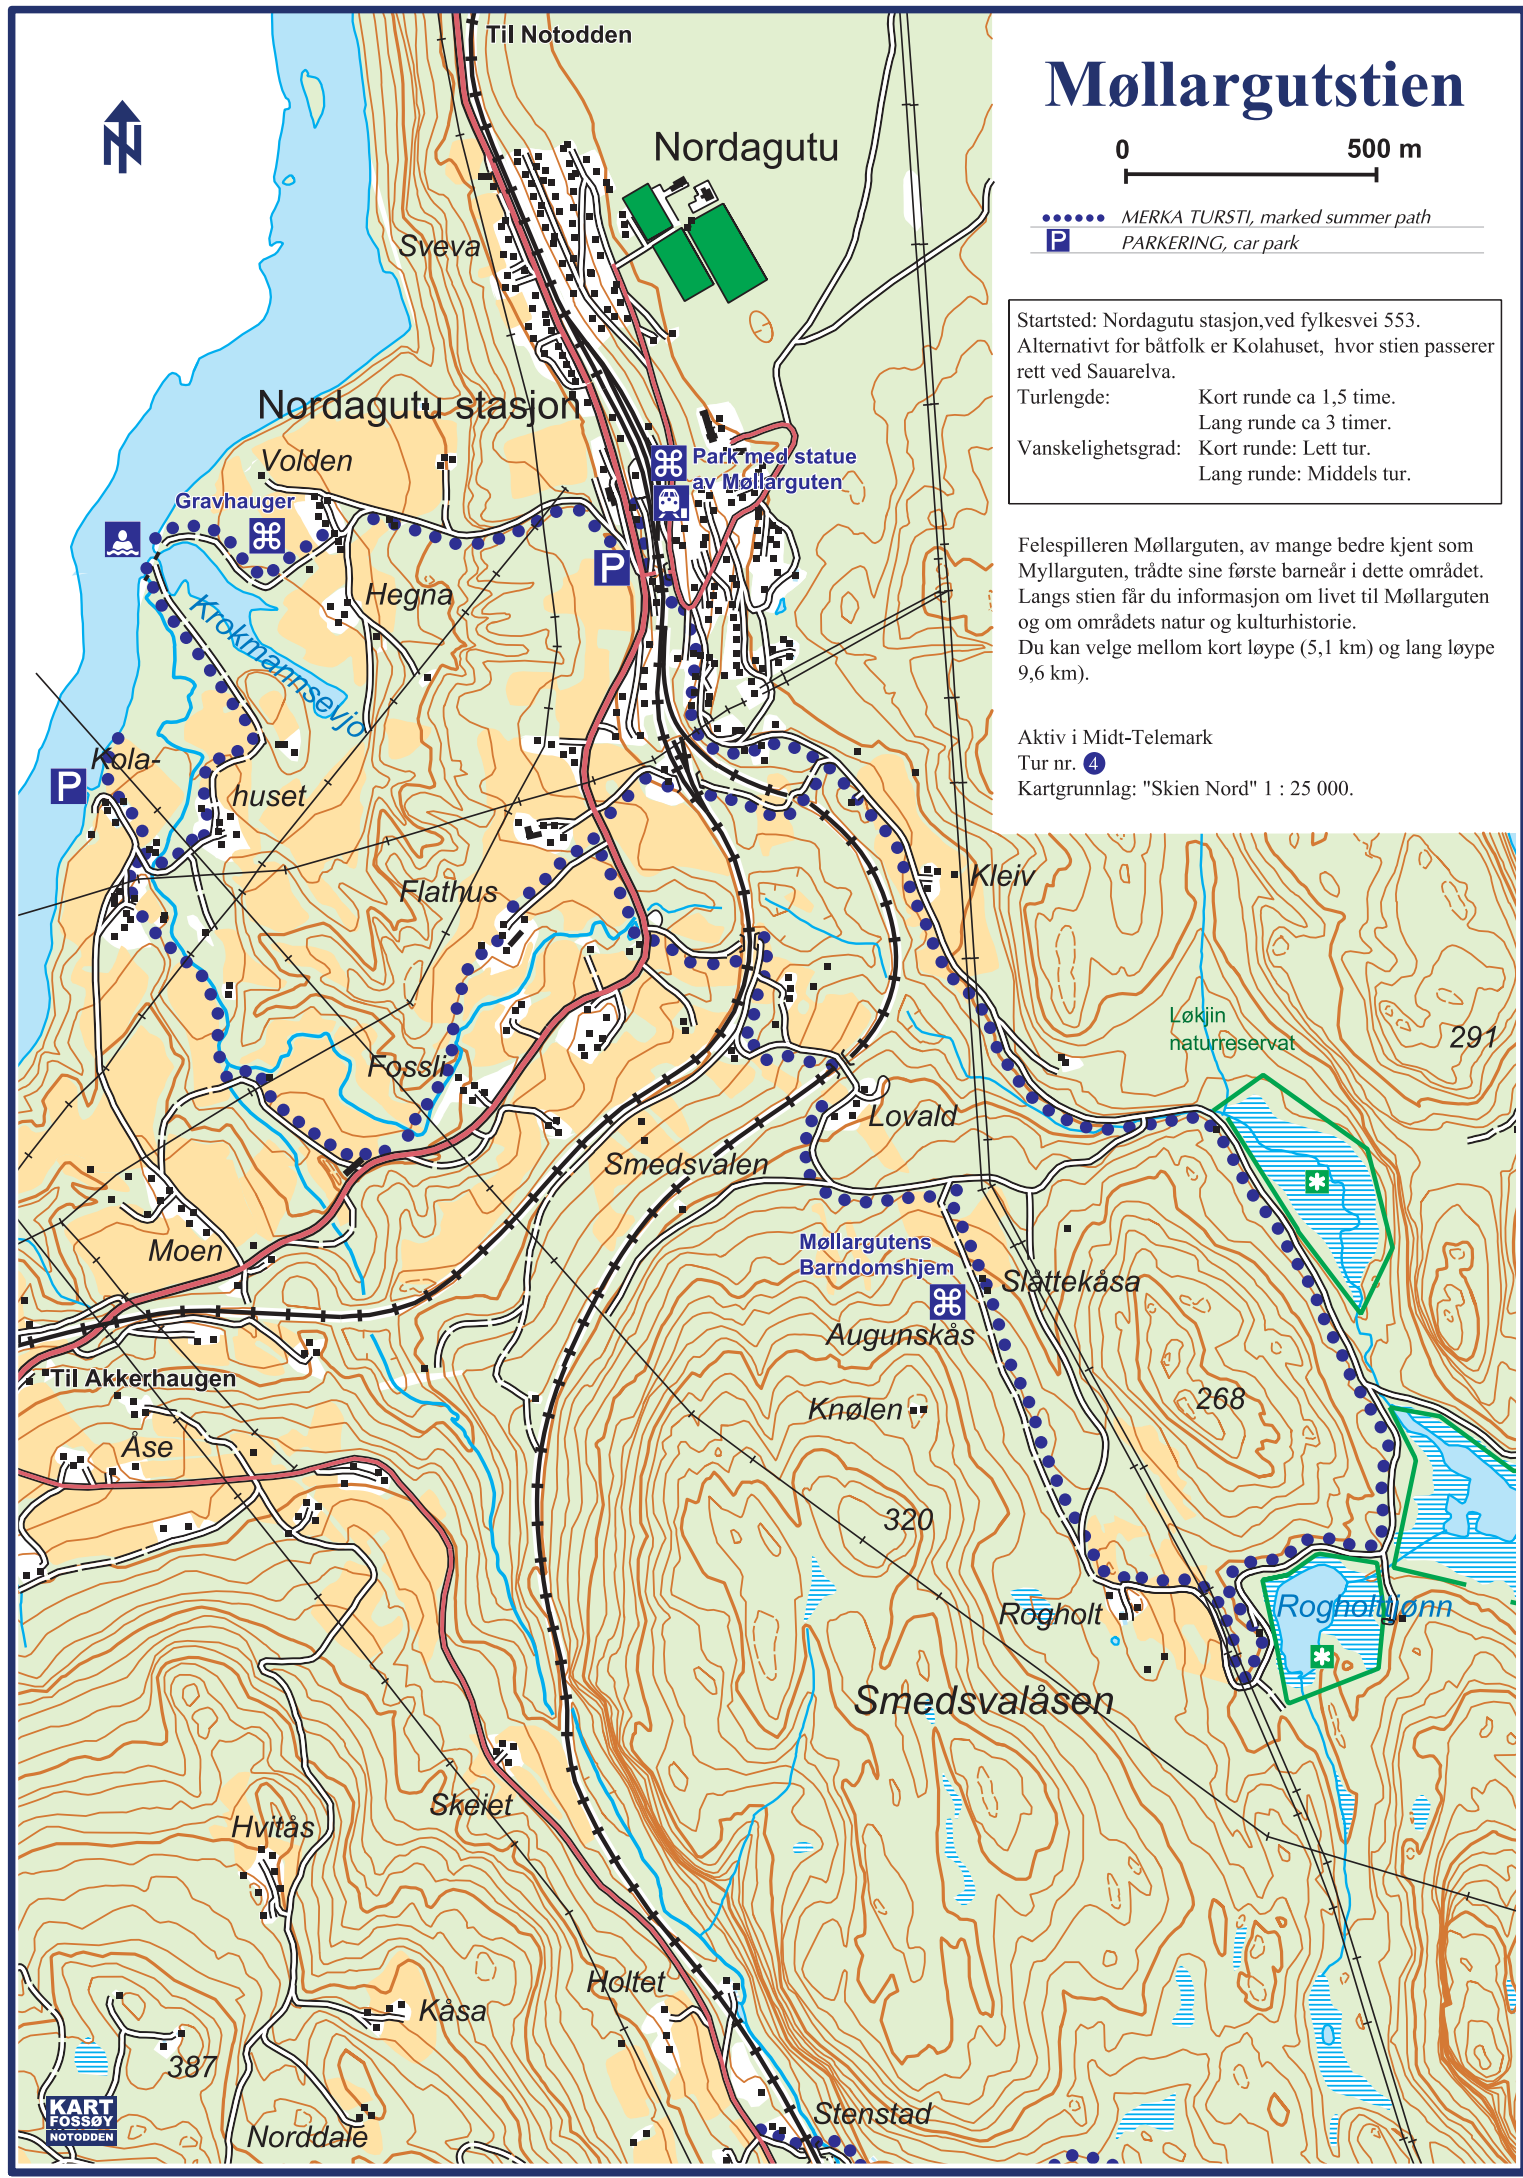 Til Notodden
Møllargutstien
N
Nordagutu
0 500 m
MERKA TURSTI, marked summer path
P PARKERING, car park
Sveva
Startsted: Nordagutu stasjon,ved fylkesvei 553.
Alternativt for båtfolk er Kolahuset, hvor stien passerer
rett ved Sauarelva.
Turlengde: Kort runde ca 1,5 time.
Lang runde ca 3 timer.
Vanskelighetsgrad: Kort runde: Lett tur.
Lang runde: Middels tur.
Nordagutu stasjon
Volden
Park med statue
av Møllarguten
Gravhauger
P
Hegna
Krokmannsevjo
Felespilleren Møllarguten, av mange bedre kjent som
Myllarguten, trådte sine første barneår i dette området.
Langs stien får du informasjon om livet til Møllarguten
og om områdets natur og kulturhistorie.
Du kan velge mellom kort løype (5,1 km) og lang løype
9,6 km).
Aktiv i Midt-Telemark
Tur nr. 4
Kartgrunnlag: "Skien Nord" 1 : 25 000.
Kola-
P
huset
Flathus
Kleiv
Løkjin
naturreservat
291
Fossli
Lovald
Smedsvalen
Moen
Møllargutens
Barndomshjem
Slåttekåsa
Augunskås
Til Akkerhaugen
Knølen
268
Åse
320
Rogholt
Rogholttjønn
Smedsvalåsen
Skeiet
Hvitås
Holtet
Kåsa
387
KART
FOSSØY
NOTODDEN
Norddale
Stenstad